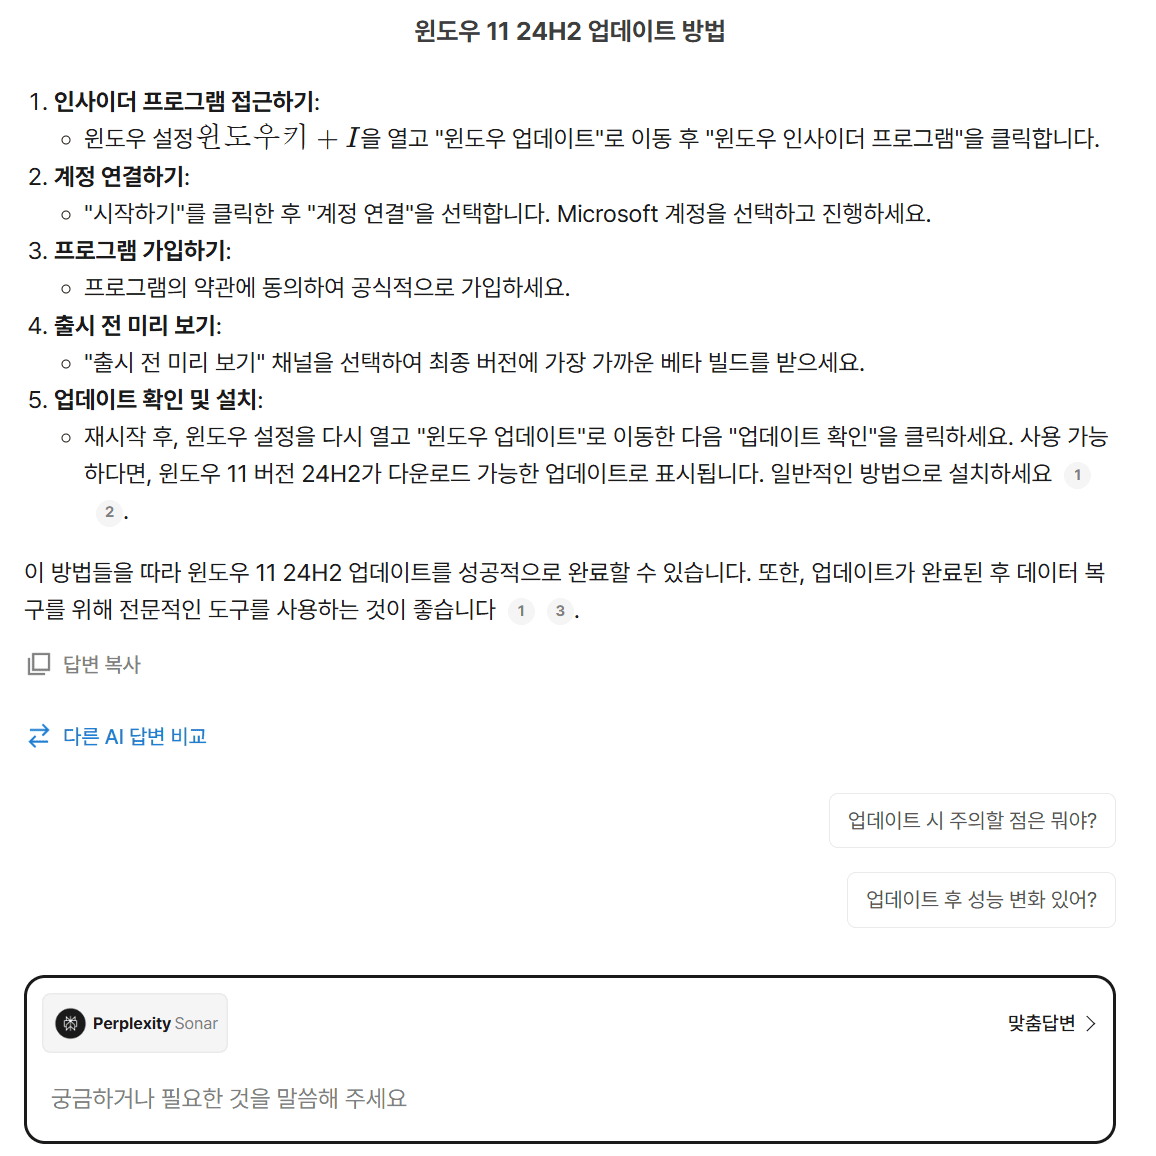 윈도우 11 24H2 업데이트 방법
1. 인사이더 프로그램 접근하기:
윈도우 설정윈도우키 + I을 열고 "윈도우 업데이트"로 이동 후 "윈도우 인사이더 프로그램"을 클릭합니다.
2. 계정 연결하기:
"시작하기"를 클릭한 후 "계정 연결"을 선택합니다. Microsoft 계정을 선택하고 진행하세요.
3. 프로그램 가입하기:
프로그램의 약관에 동의하여 공식적으로 가입하세요.
4. 출시 전 미리 보기:
"출시 전 미리 보기" 채널을 선택하여 최종 버전에 가장 가까운 베타 빌드를 받으세요.
5. 업데이트 확인 및 설치:
재시작 후, 윈도우 설정을 다시 열고 "윈도우 업데이트"로 이동한 다음 "업데이트 확인"을 클릭하세요. 사용 가능
하다면, 윈도우 11 버전 24H2가 다운로드 가능한 업데이트로 표시됩니다. 일반적인 방법으로 설치하세요 1
2.
이 방법들을 따라 윈도우 11 24H2 업데이트를 성공적으로 완료할 수 있습니다. 또한, 업데이트가 완료된 후 데이터 복
구를 위해 전문적인 도구를 사용하는 것이 좋습니다 1 3.
답변 복사
다른 AI 답변 비교
업데이트 시 주의할 점은 뭐야?
업데이트 후 성능 변화 있어?
Perplexity Sonar
맞춤답변
궁금하거나 필요한 것을 말씀해 주세요